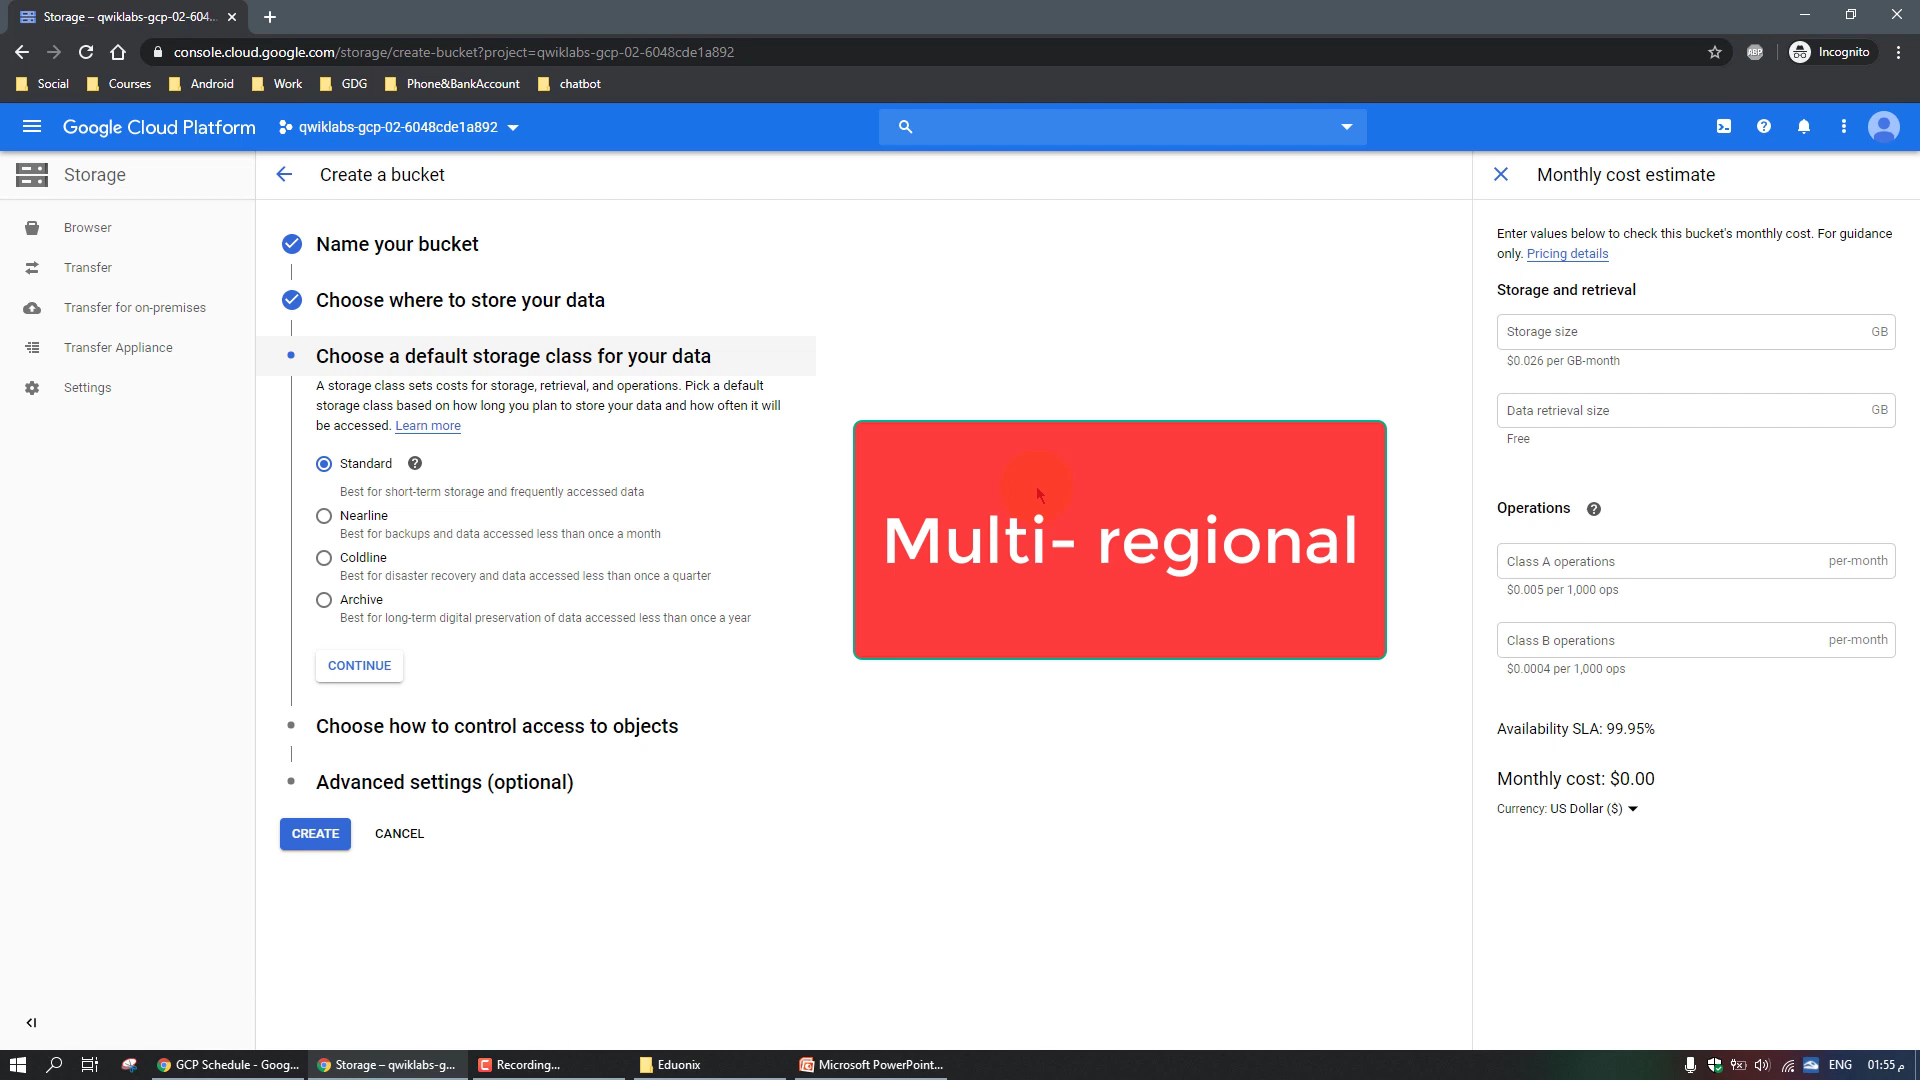 Storage – qwiklabs-gcp-02-604...
console.cloud.google.com/storage/create-bucket?project=qwiklabs-gcp-02-6048cde1a892
ABP
Incognito
Social
Courses
Android
Work
GDG
Phone&BankAccount
chatbot
Google Cloud Platform
qwiklabs-gcp-02-6048cde1a892
Storage
Browser
Transfer
Transfer for on-premises
Transfer Appliance
Settings
Create a bucket
Name your bucket
Choose where to store your data
Choose a default storage class for your data
A storage class sets costs for storage, retrieval, and operations. Pick a default
storage class based on how long you plan to store your data and how often it will
be accessed. Learn more
Standard
Best for short-term storage and frequently accessed data
Nearline
Best for backups and data accessed less than once a month
Coldline
Best for disaster recovery and data accessed less than once a quarter
Archive
Best for long-term digital preservation of data accessed less than once a year
CONTINUE
Choose how to control access to objects
Advanced settings (optional)
CREATE
CANCEL
Multi- regional
Monthly cost estimate
Enter values below to check this bucket's monthly cost. For guidance
only. Pricing details
Storage and retrieval
Storage size GB
$0.026 per GB-month
Data retrieval size GB
Free
Operations
Class A operations per-month
$0.005 per 1,000 ops
Class B operations per-month
$0.0004 per 1,000 ops
Availability SLA: 99.95%
Monthly cost: $0.00
Currency: US Dollar ($)
GCP Schedule - Goog...
Storage – qwiklabs-g...
Recording...
Eduonix
Microsoft PowerPoint...
ENG
01:55 م